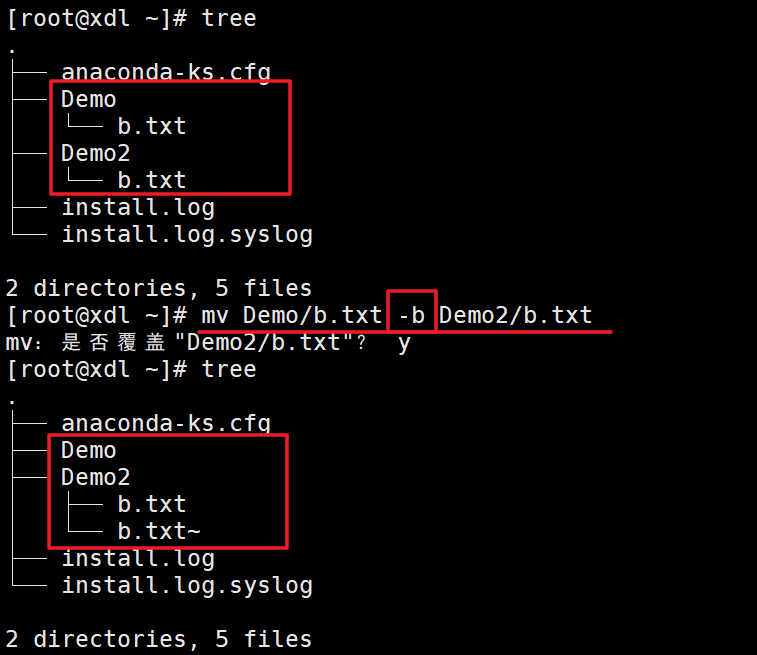 [root@xdl ~]# tree
.
├── anaconda-ks.cfg
├── Demo
│   └── b.txt
├── Demo2
│   └── b.txt
├── install.log
└── install.log.syslog
2 directories, 5 files
[root@xdl ~]# mv Demo/b.txt -b Demo2/b.txt
mv：是否覆盖"Demo2/b.txt"？ y
[root@xdl ~]# tree
.
├── anaconda-ks.cfg
├── Demo
├── Demo2
│   ├── b.txt
│   └── b.txt~
├── install.log
└── install.log.syslog
2 directories, 5 files